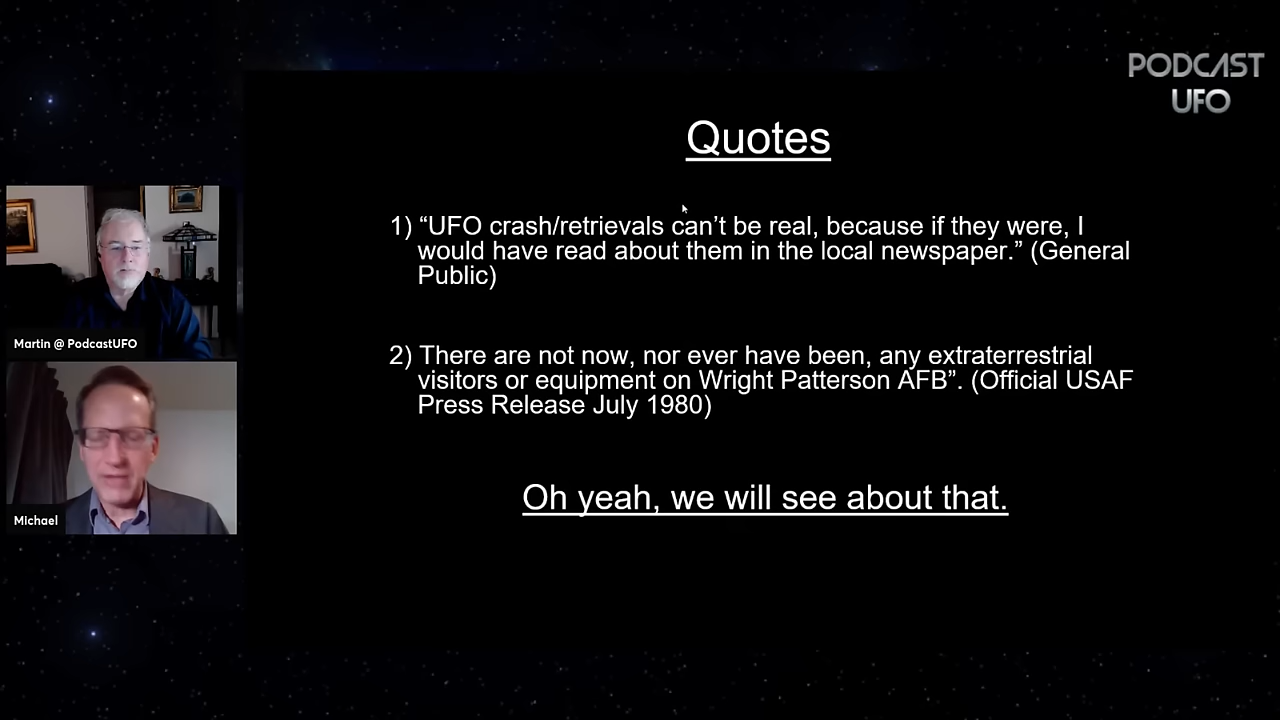 PODCAST
UFO
Quotes
1) “UFO crash/retrievals can’t be real, because if they were, I
would have read about them in the local newspaper.” (General
Public)
2) There are not now, nor ever have been, any extraterrestrial
visitors or equipment on Wright Patterson AFB”. (Official USAF
Press Release July 1980)
Oh yeah, we will see about that.
Martin @ PodcastUFO
Michael